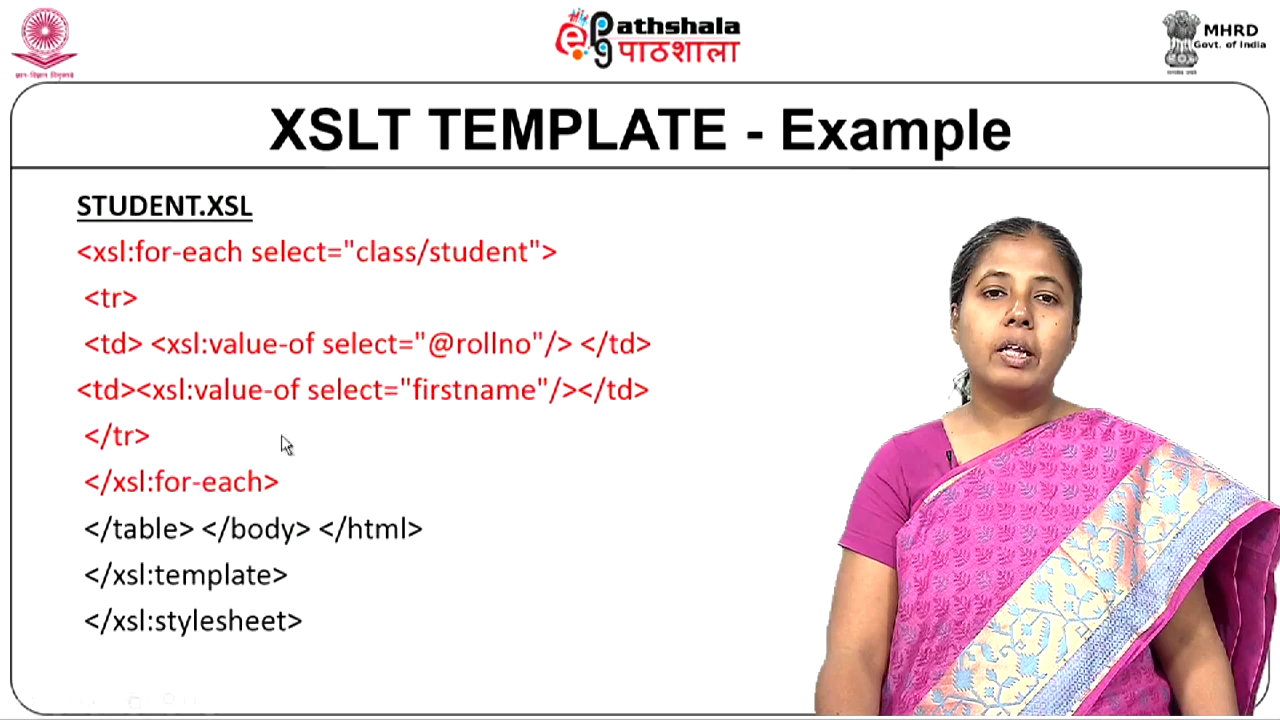 Pathshala
पाठशाला
MHRD
Govt. of India
XSLT TEMPLATE - Example
STUDENT.XSL
<xsl:for-each select="class/student">
<tr>
<td> <xsl:value-of select="@rollno"/> </td>
<td><xsl:value-of select="firstname"/></td>
</tr>
</xsl:for-each>
</table> </body> </html>
</xsl:template>
</xsl:stylesheet>